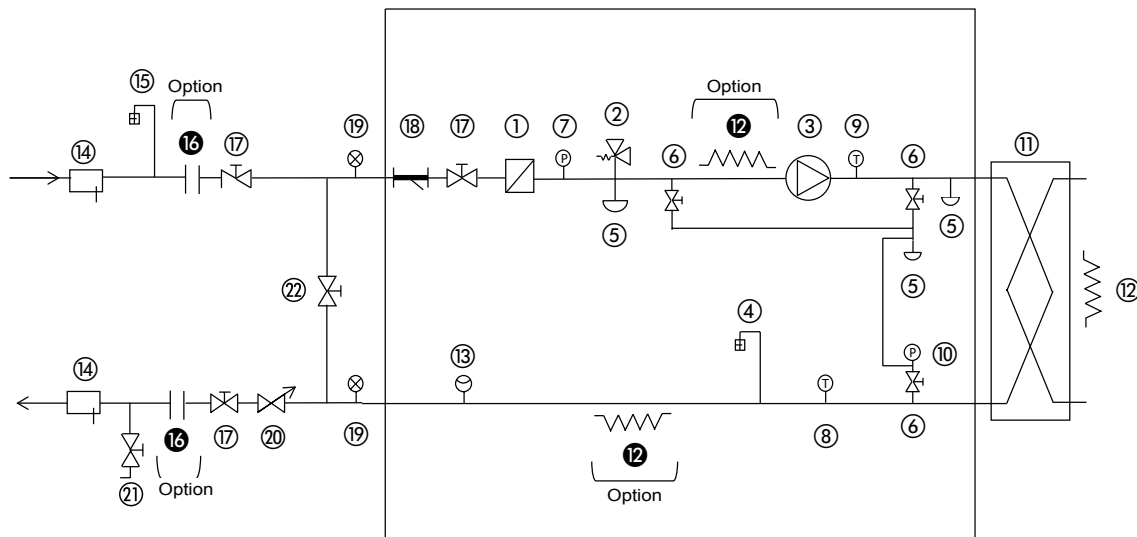 ⑮ Option
⑯ ⑰ ⑲ ⑱ ⑰ ① ⑦ ② Option
⑫ ③ ⑨ ⑥ ⑥ ⑪
⑭
P T
⑤ ⑤
⑤
㉒ ⑫
④
⑭ ⑬ P ⑩
T
⑯ ⑰ ⑳ ⑲ ⑧ ⑥
㉑ Option ⑫
Option